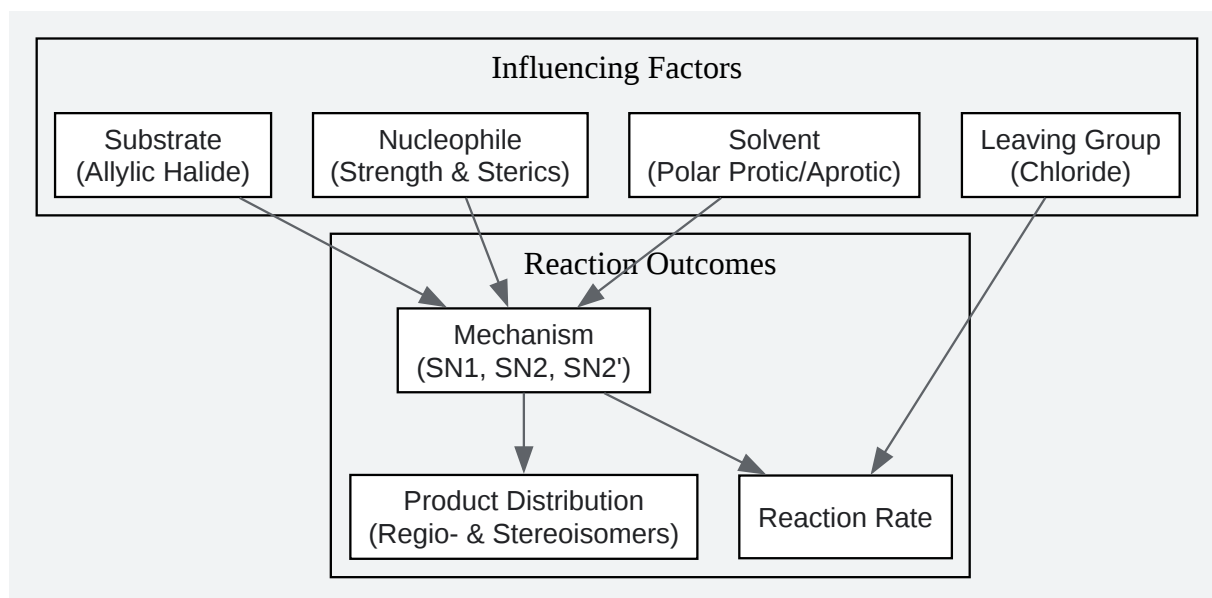 Influencing Factors
Substrate
(Allylic Halide)
Nucleophile
(Strength & Sterics)
Solvent
(Polar Protic/Aprotic)
Leaving Group
(Chloride)
Reaction Outcomes
Mechanism
(SN1, SN2, SN2')
Product Distribution
(Regio- & Stereoisomers)
Reaction Rate